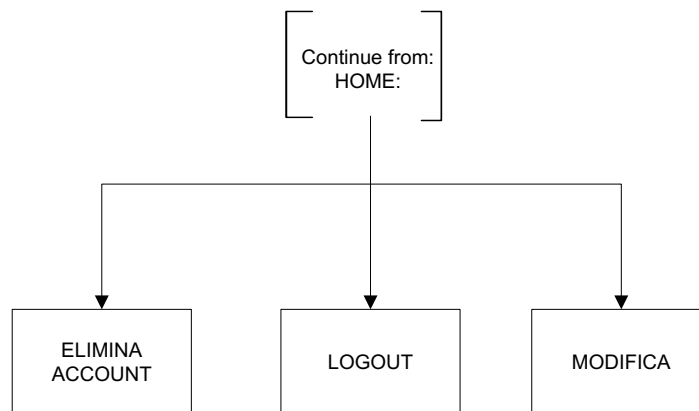 Continue from:
HOME:
ELIMINA
ACCOUNT
LOGOUT
MODIFICA